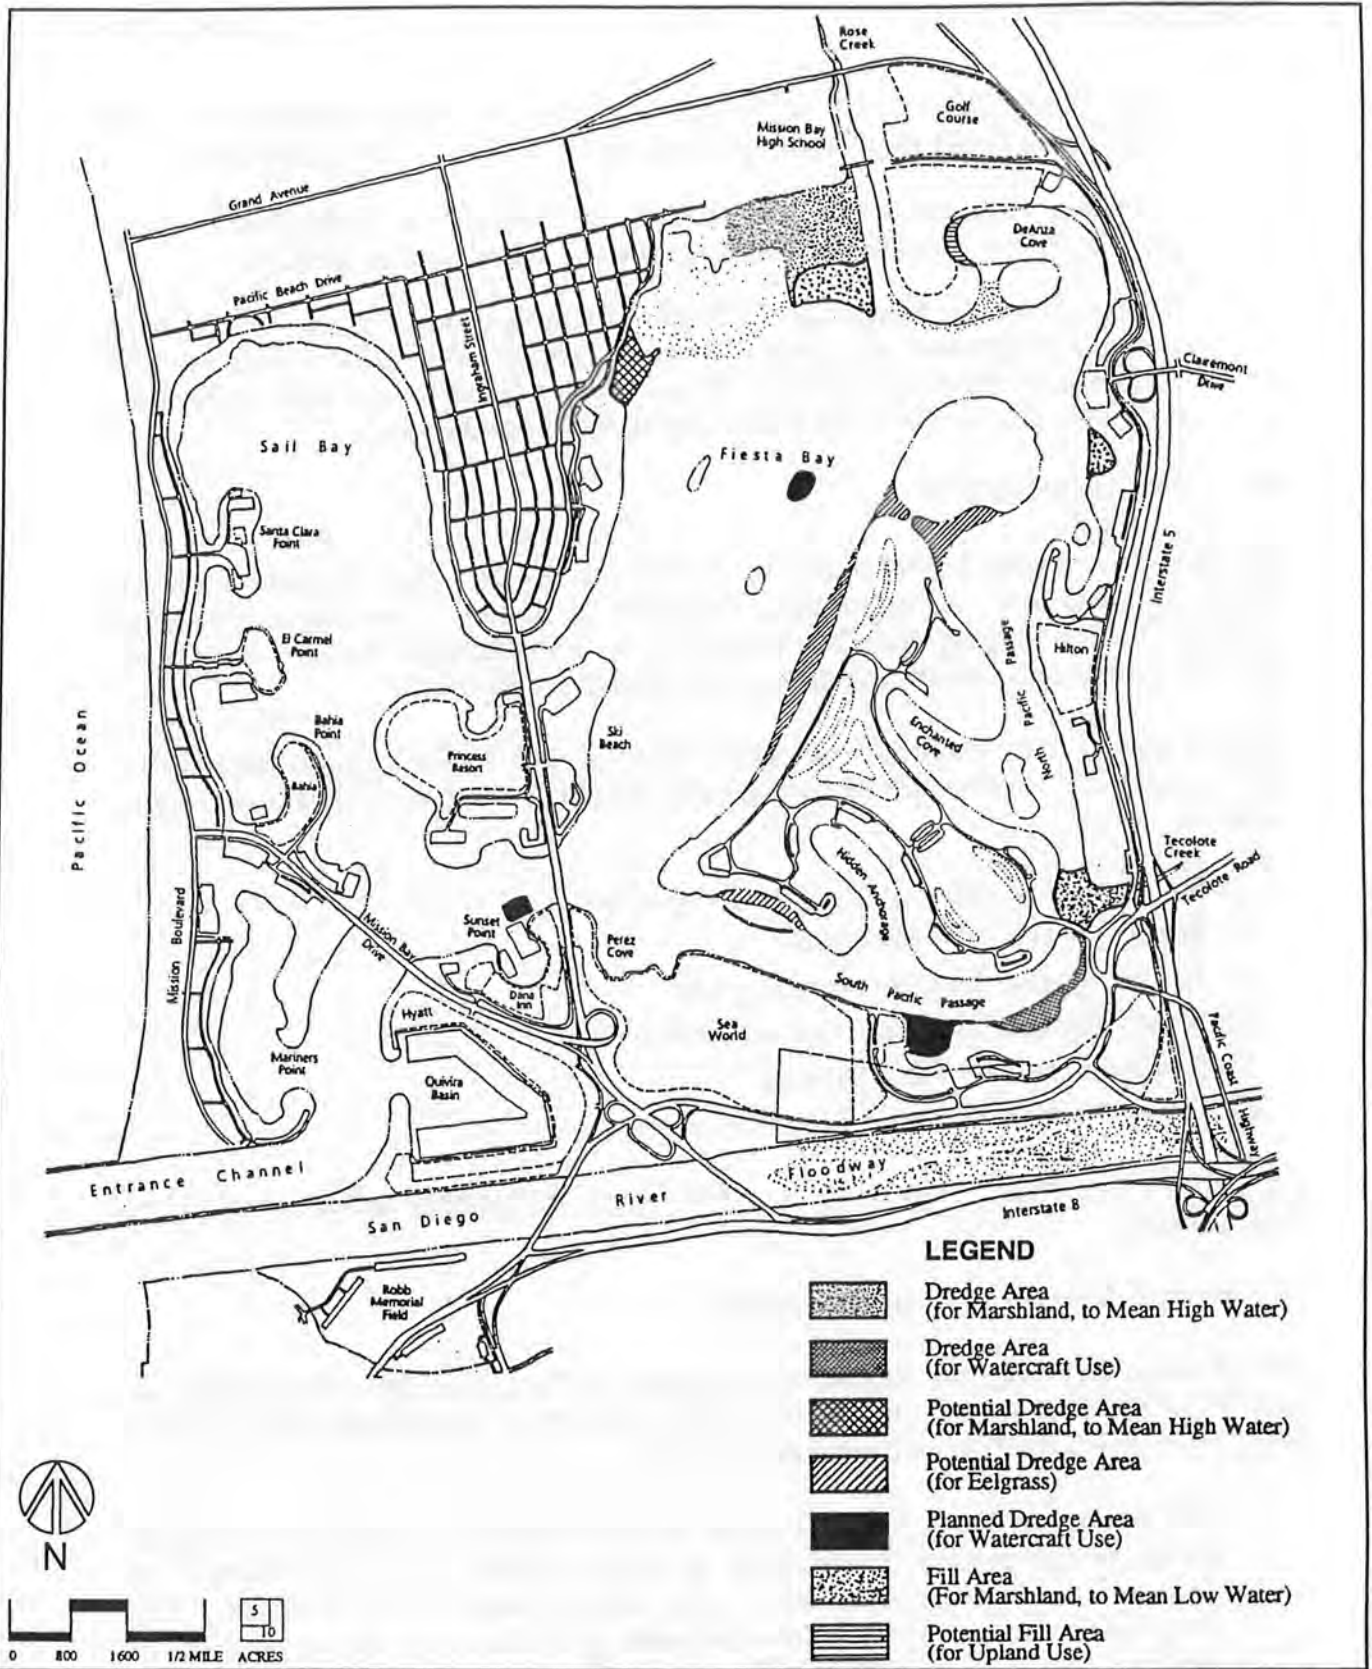 Rose
Creek
Golf
Course
Mission Bay
High School
Grand Avenue
DeAnza
Cove
Pacific Beach Drive
Ingraham Street
Clairemont
Drive
Sail Bay
Fiesta Bay
Santa Clara
Point
Interstate 5
El Carmel
Point
Hilton
North Pacific Passage
Pacific Ocean
Bahia
Point
Ski
Beach
Enchanted
Cove
Princess
Resort
Bahia
Tecolote
Creek
Tecolote Road
Hidden Anchorage
Mission Boulevard
Mission Bay
Drive
Sunset
Point
Perez
Cove
South Pacific Passage
Dana
Inn
Hyatt
Sea
World
Pacific Coast Highway
Mariners
Point
Quivira
Basin
Floodway
Entrance Channel
River
San Diego
Interstate 8
Robb
Memorial
Field
LEGEND
Dredge Area
(for Marshland, to Mean High Water)
Dredge Area
(for Watercraft Use)
Potential Dredge Area
(for Marshland, to Mean High Water)
Potential Dredge Area
(for Eelgrass)
Planned Dredge Area
(for Watercraft Use)
Fill Area
(For Marshland, to Mean Low Water)
Potential Fill Area
(for Upland Use)
N
5
10
0 800 1600 1/2 MILE ACRES